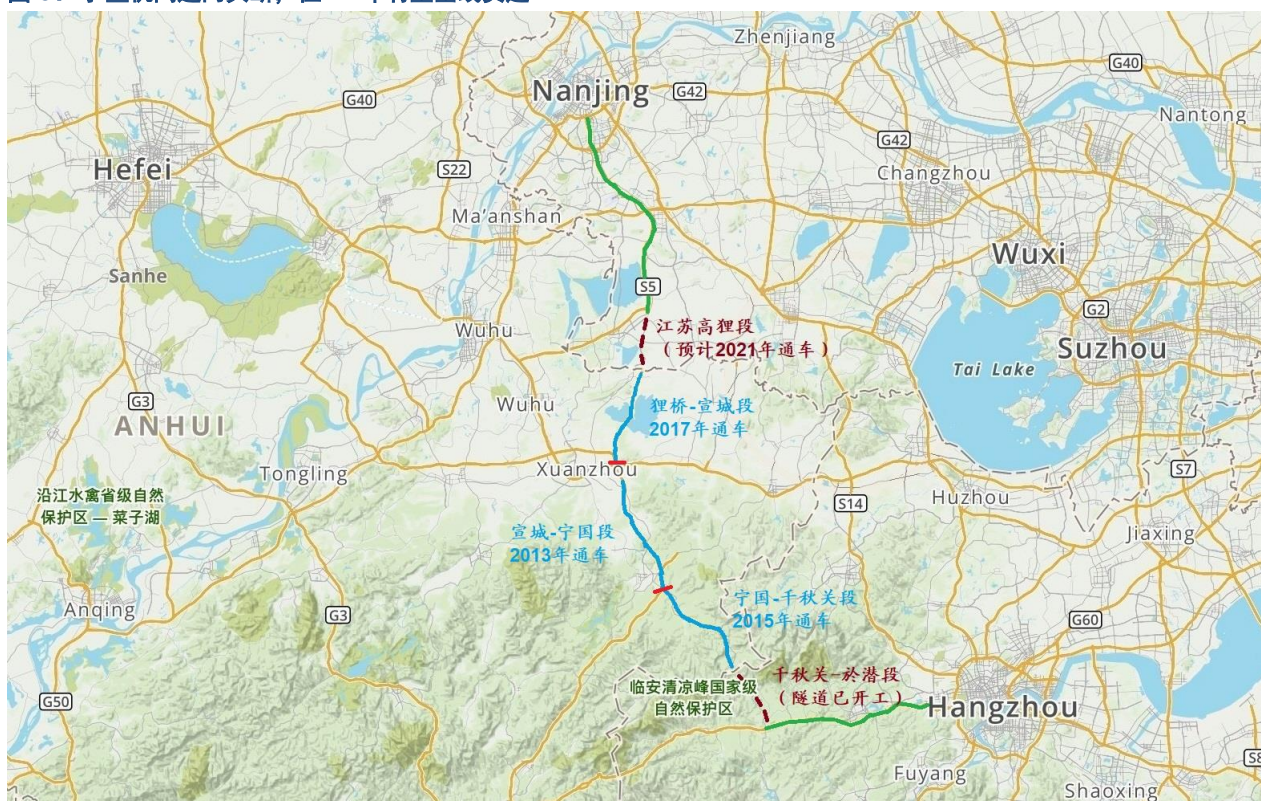 Zhenjiang
G40
Nanjing
G42
G40
Nantong
G42
Hefei
S22
Changzhou
Ma'anshan
Wuxi
Sanhe
S5
G2
Wuhu
江苏高狸段
（预计2021年通车）
Suzhou
Tai Lake
G3
ANHUI
Wuhu
狸桥-宣城段
2017年通车
Tongling
Xuanzhou
S7
沿江水禽省级自然
保护区 — 菜子湖
S14
Huzhou
Jiaxing
宣城-宁国段
2013年通车
Anqing
G3
宁国-千秋关段
2015年通车
G60
临安清凉峰国家级
自然保护区
千秋关-於潜段
（隧道已开工）
G50
Hangzhou
Fuyang
Shaoxing